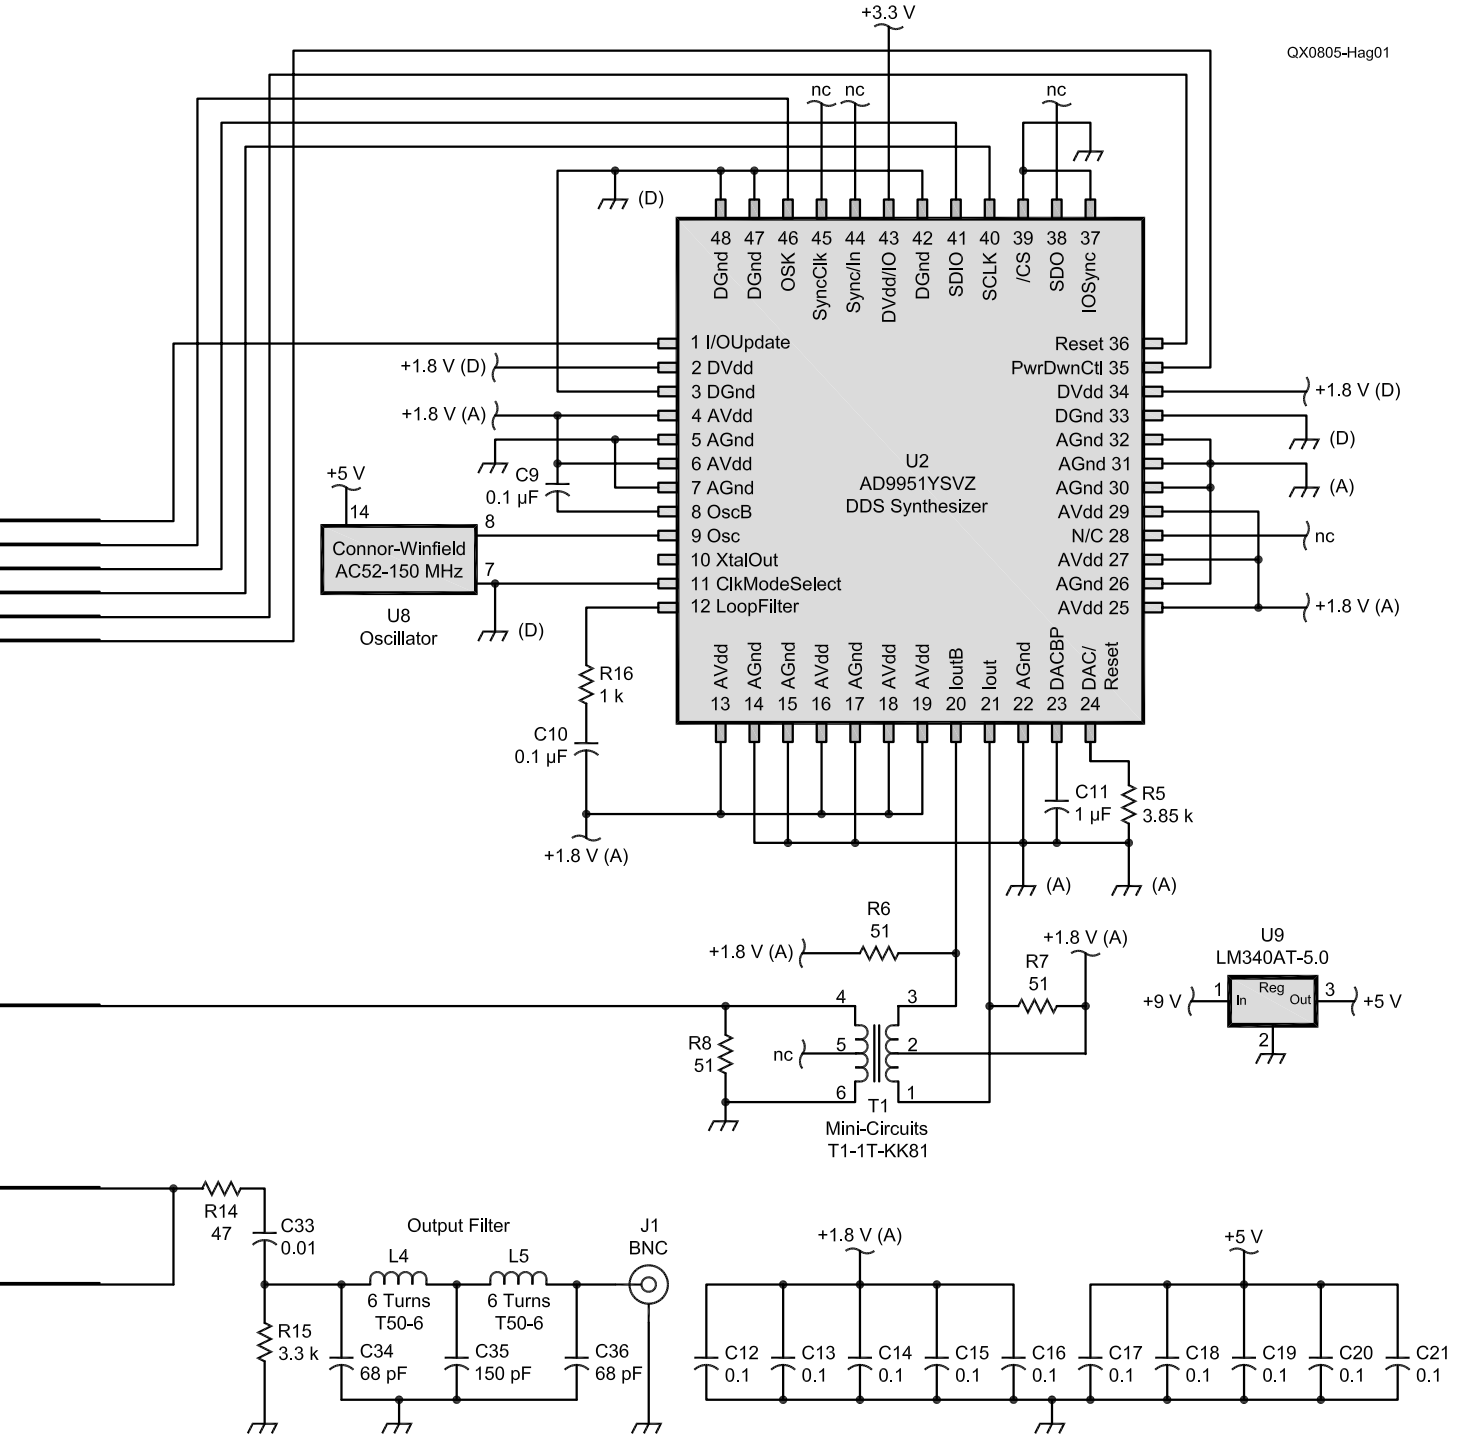 +3.3 V
QX0805-Hag01
nc nc nc
(D)
48 47 46 45 44 43 42 41 40 39 38 37
DGnd
DGnd
OSK
SyncClk
Sync/In
DVdd/IO
DGnd
SDIO
SCLK
/CS
SDO
IOSync
1 I/OUpdate
+1.8 V (D)
2 DVdd
3 DGnd
+1.8 V (A)
4 AVdd
5 AGnd
6 AVdd
7 AGnd
8 OscB
9 Osc
10 XtalOut
11 ClkModeSelect
12 LoopFilter
C9
0.1 µF
+5 V
14
8
7
Connor-Winfield
AC52-150 MHz
U8
Oscillator
(D)
U2
AD9951YSVZ
DDS Synthesizer
Reset 36
PwrDwnCtl 35
DVdd 34
+1.8 V (D)
DGnd 33
(D)
AGnd 32
AGnd 31
(A)
AGnd 30
AVdd 29
N/C 28
nc
AVdd 27
AGnd 26
AVdd 25
+1.8 V (A)
AVdd
AGnd
AGnd
AVdd
AGnd
AVdd
AVdd
IoutB
Iout
AGnd
DACBP
DAC/
Reset
13 14 15 16 17 18 19 20 21 22 23 24
R16
1 k
C10
0.1 µF
+1.8 V (A)
C11
1 µF
R5
3.85 k
(A)
(A)
R6
51
+1.8 V (A)
+1.8 V (A)
R7
51
U9
LM340AT-5.0
+9 V
1
In
Reg
Out
3
+5 V
2
4
5
6
3
2
1
R8
51
nc
T1
Mini-Circuits
T1-1T-KK81
R14
47
C33
0.01
R15
3.3 k
Output Filter
L4
6 Turns
T50-6
L5
6 Turns
T50-6
J1
BNC
C34
68 pF
C35
150 pF
C36
68 pF
+1.8 V (A)
+5 V
C12
0.1
C13
0.1
C14
0.1
C15
0.1
C16
0.1
C17
0.1
C18
0.1
C19
0.1
C20
0.1
C21
0.1